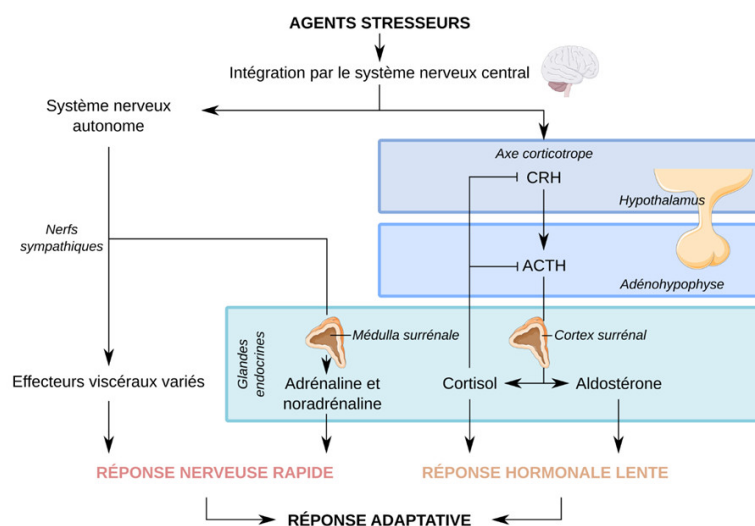 AGENTS STRESSEURS
Intégration par le système nerveux central
Système nerveux
autonome
Axe corticotrope
CRH
Hypothalamus
Nerfs
sympathiques
ACTH
Adénohypophyse
Glandes
endocrines
Médulla surrénale
Cortex surrénal
Effecteurs viscéraux variés
Adrénaline et
noradrénaline
Cortisol
Aldostérone
RÉPONSE NERVEUSE RAPIDE
RÉPONSE HORMONALE LENTE
RÉPONSE ADAPTATIVE